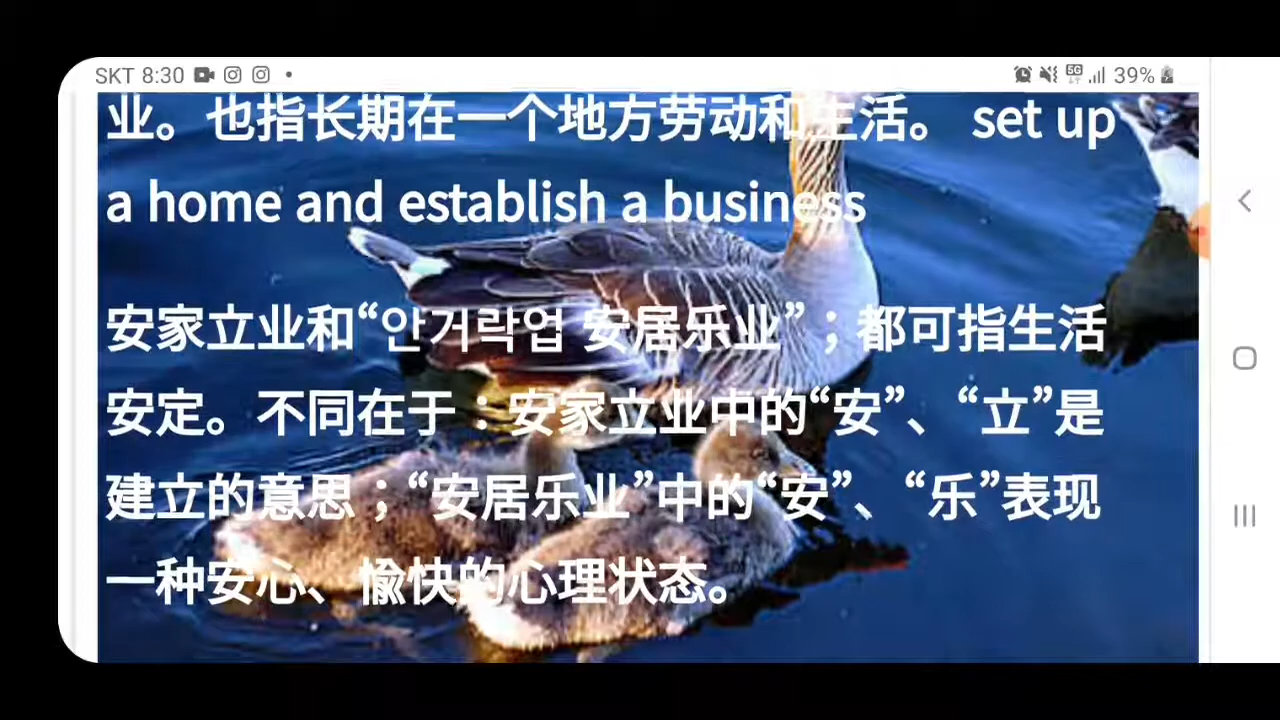 SKT 8:30 39%
业。也指长期在一个地方劳动和生活。 set up
a home and establish a business
安家立业和“안거락업 安居乐业”；都可指生活
安定。不同在于：安家立业中的“安”、“立”是
建立的意思；“安居乐业”中的“安”、“乐”表现
一种安心、愉快的心理状态。